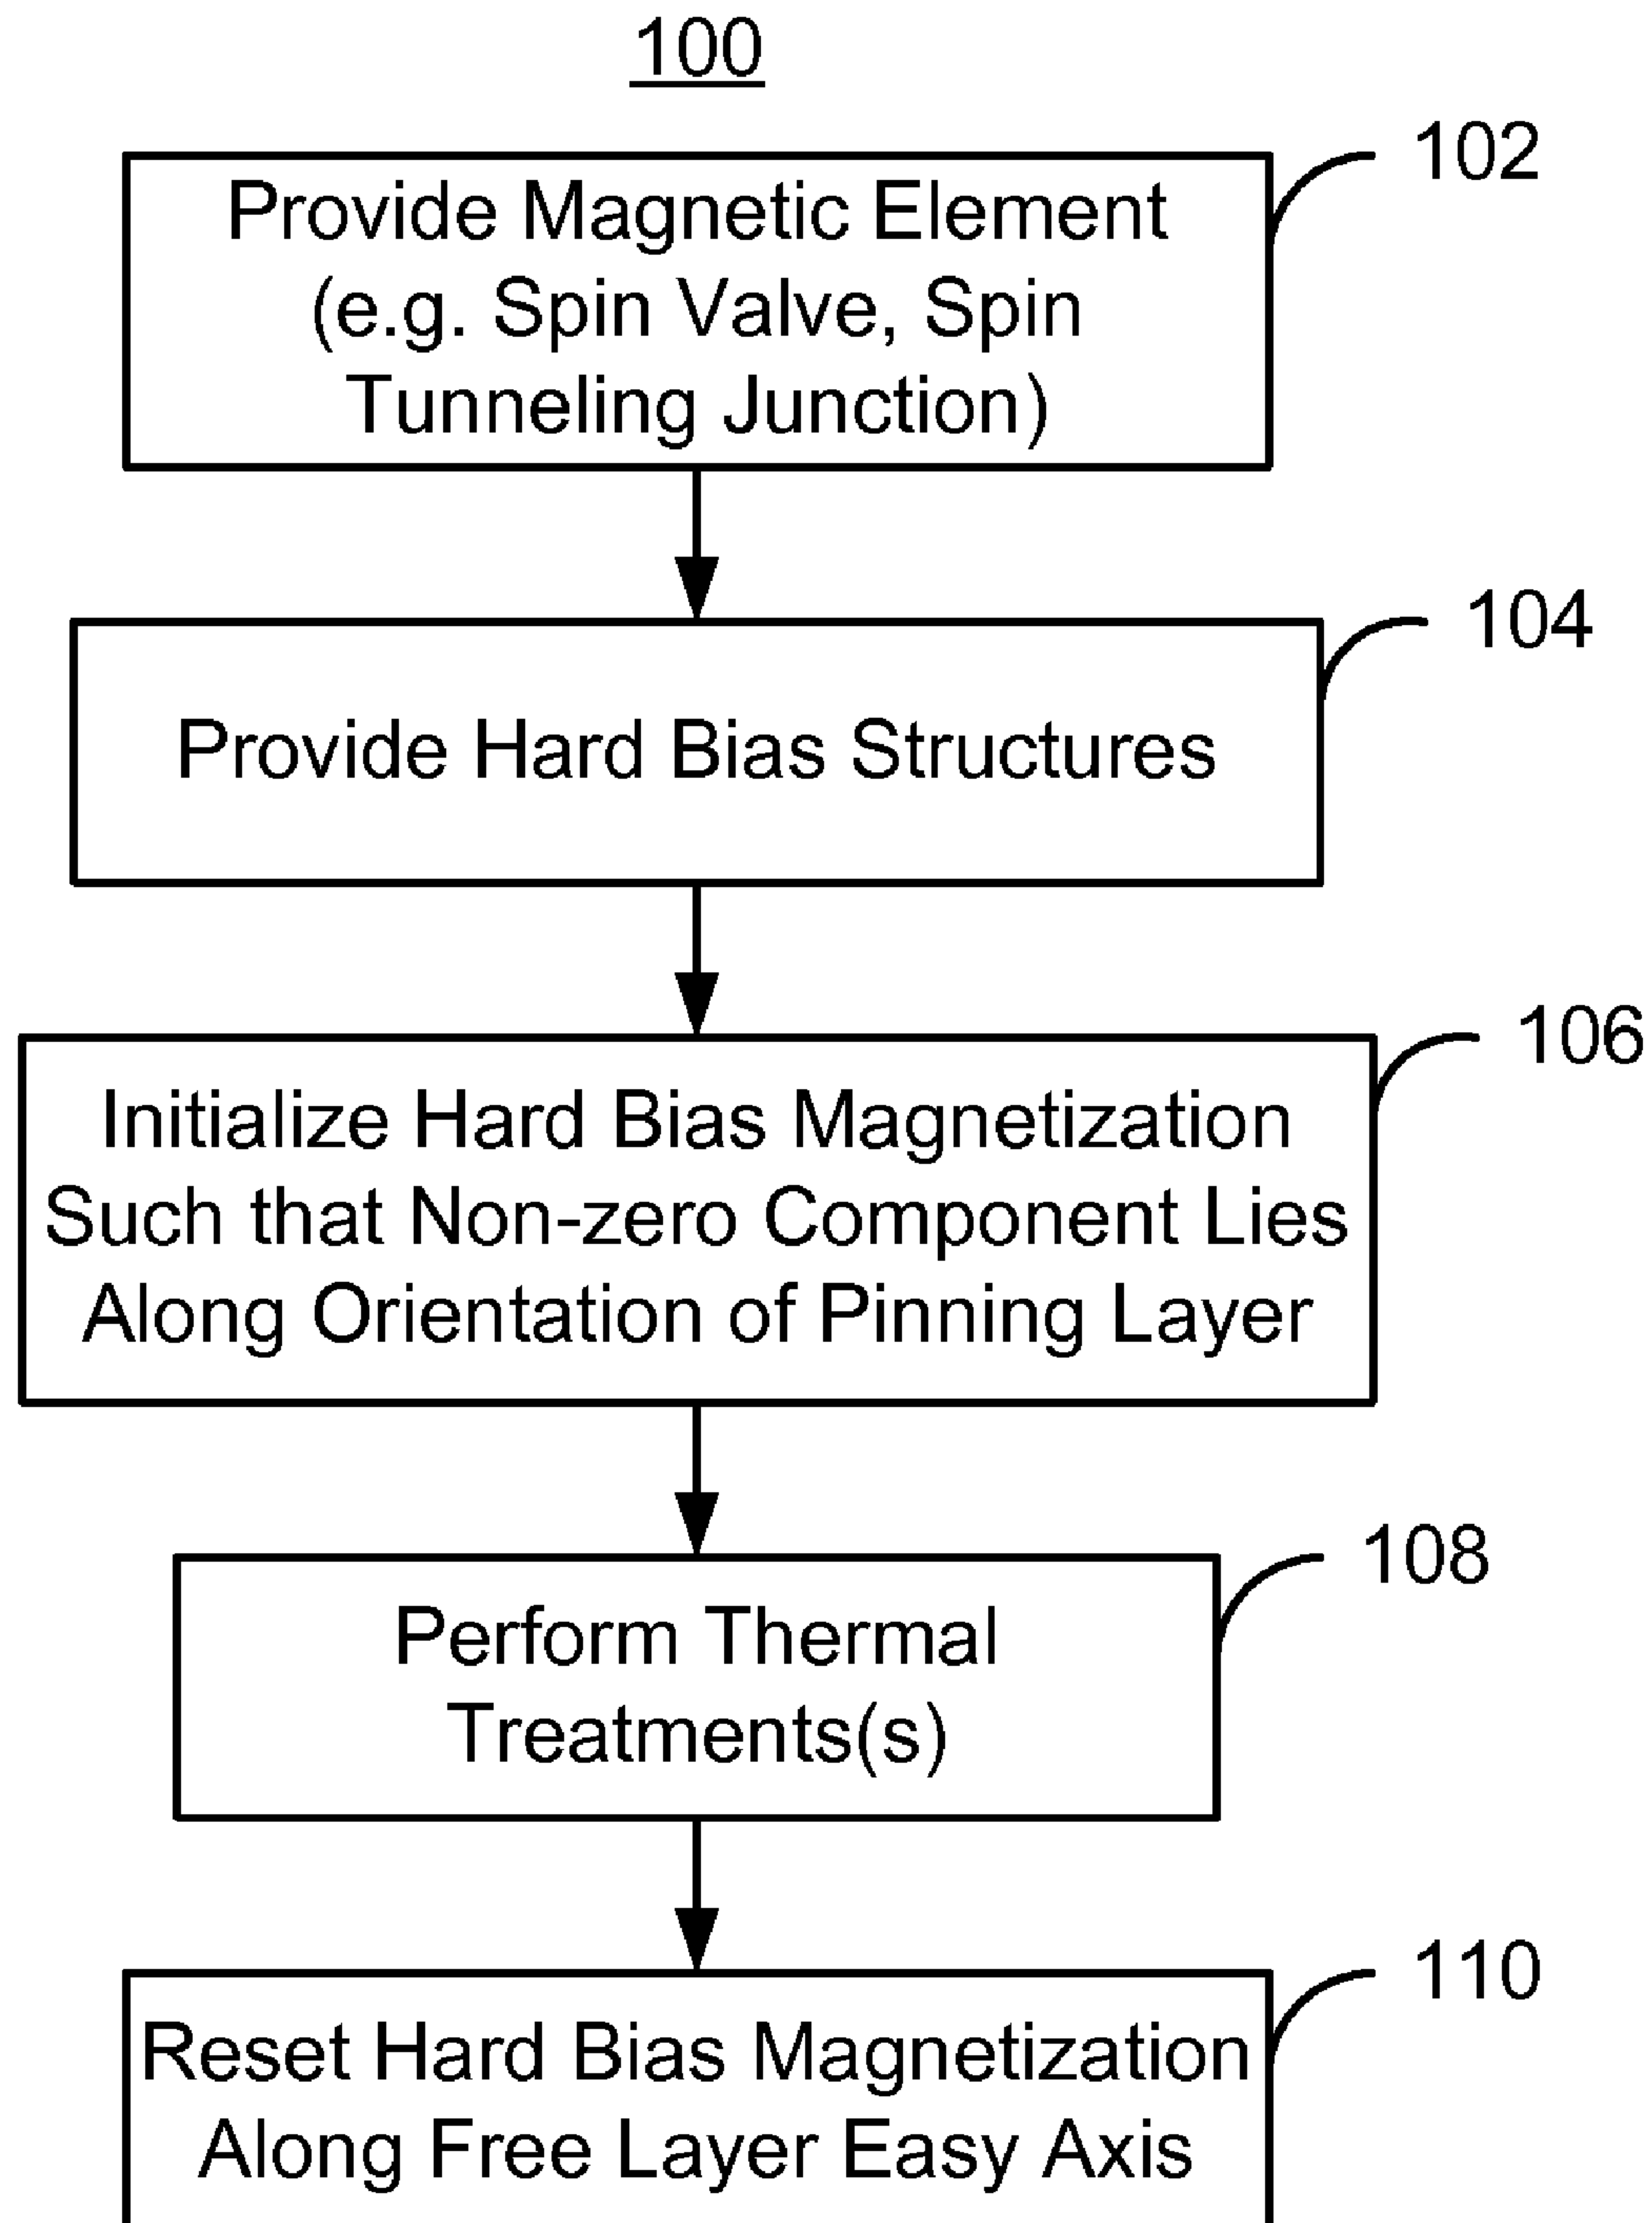 100
102
Provide Magnetic Element
(e.g. Spin Valve, Spin
Tunneling Junction)
104
Provide Hard Bias Structures
106
Initialize Hard Bias Magnetization
Such that Non-zero Component Lies
Along Orientation of Pinning Layer
108
Perform Thermal
Treatments(s)
110
Reset Hard Bias Magnetization
Along Free Layer Easy Axis